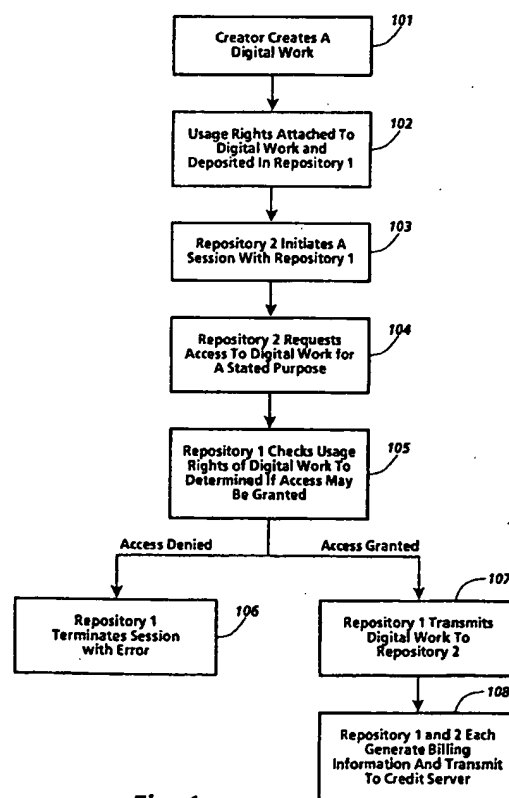 101
Creator Creates A
Digital Work
102
Usage Rights Attached To
Digital Work and
Deposited In Repository 1
103
Repository 2 Initiates A
Session With Repository 1
104
Repository 2 Requests
Access To Digital Work for
A Stated Purpose
105
Repository 1 Checks Usage
Rights of Digital Work To
Determined If Access May
Be Granted
Access Denied
Access Granted
106
Repository 1
Terminates Session
with Error
107
Repository 1 Transmits
Digital Work To
Repository 2
108
Repository 1 and 2 Each
Generate Billing
Information And Transmit
To Credit Server